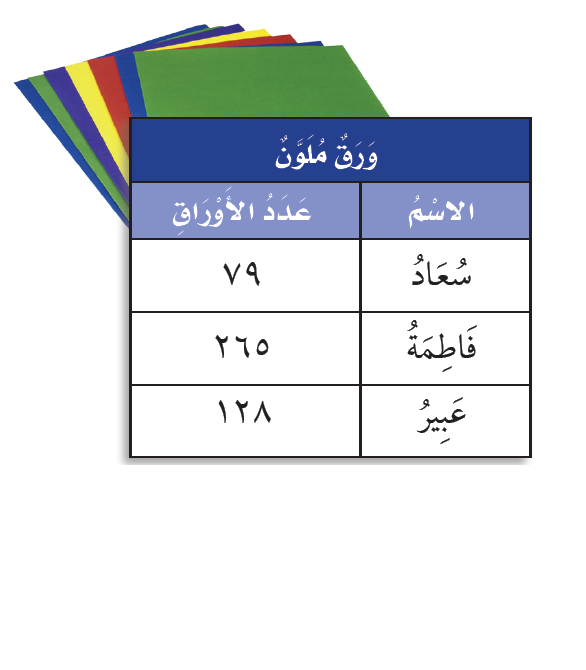 وَرَقٌ مُلَوَّنٌ
الاسْمُ عَدَدُ الأَوْرَاقِ
سُعَادُ ٧٩
فَاطِمَةُ ٢٦٥
عَبِيرُ ١٢٨